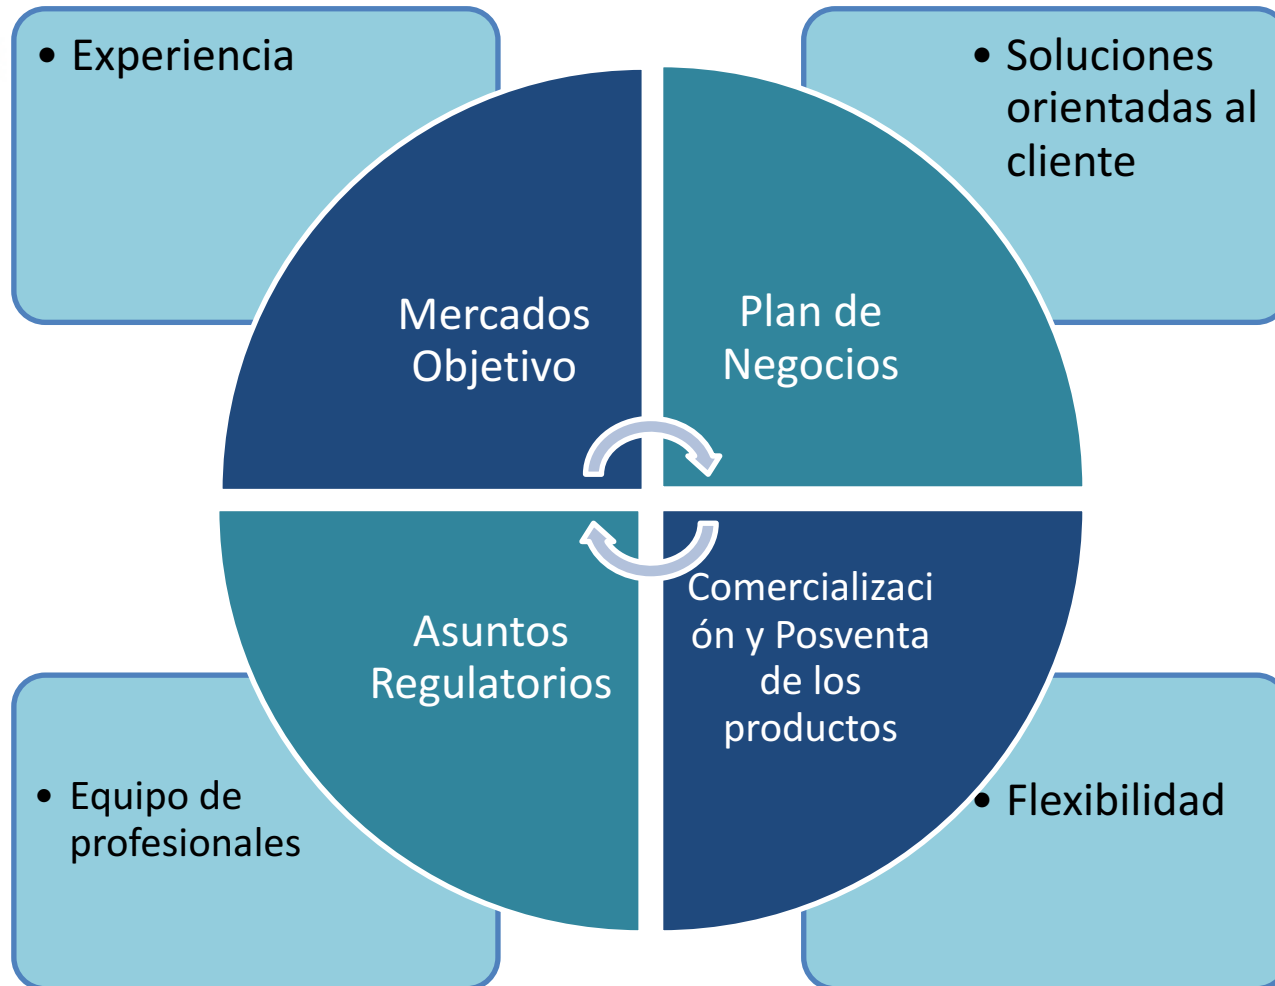 • Experiencia
• Soluciones
orientadas al
cliente
Mercados
Objetivo
Plan de
Negocios
Asuntos
Regulatorios
Comercializaci
ón y Posventa
de los
productos
• Equipo de
profesionales
• Flexibilidad